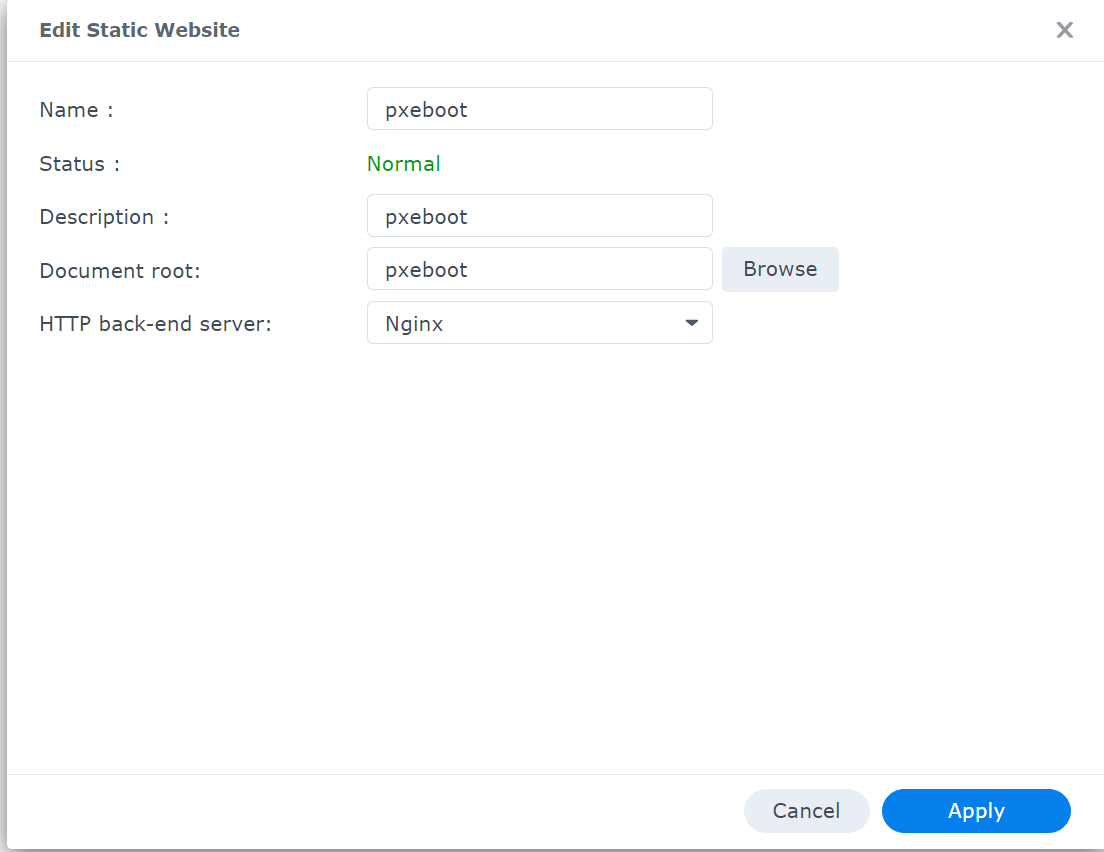 Edit Static Website
Name :
pxeboot
Status :
Normal
Description :
pxeboot
Document root:
pxeboot
Browse
HTTP back-end server:
Nginx
Cancel
Apply